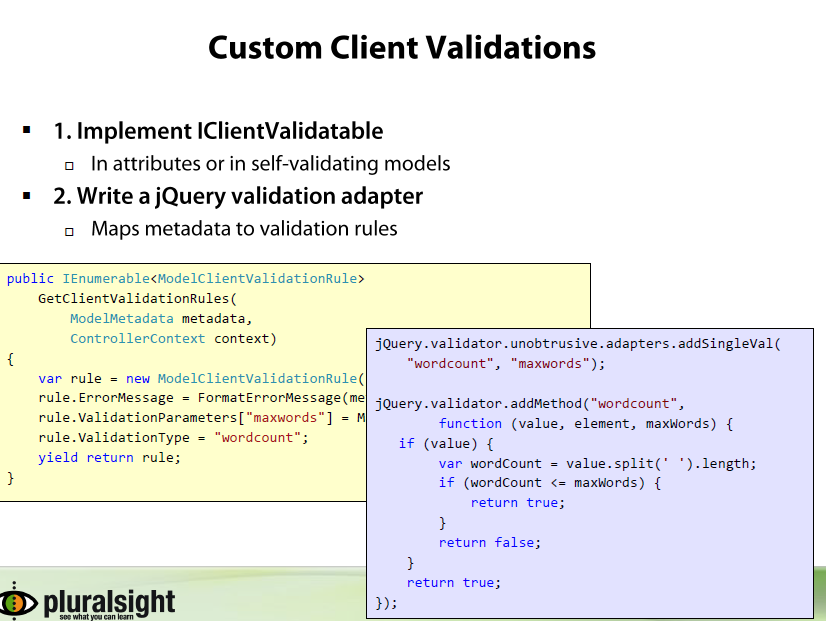 Custom Client Validations
1. Implement IClientValidatable
In attributes or in self-validating models
2. Write a jQuery validation adapter
Maps metadata to validation rules
public IEnumerable<ModelClientValidationRule>
GetClientValidationRules(
ModelMetadata metadata,
ControllerContext context)
{
var rule = new ModelClientValidationRule(
rule.ErrorMessage = FormatErrorMessage(me
rule.ValidationParameters["maxwords"] = M
rule.ValidationType = "wordcount";
yield return rule;
}
jQuery.validator.unobtrusive.adapters.addSingleVal(
"wordcount", "maxwords");
jQuery.validator.addMethod("wordcount",
function (value, element, maxWords) {
if (value) {
var wordCount = value.split(' ').length;
if (wordCount <= maxWords) {
return true;
}
return false;
}
return true;
});
pluralsight
see what you can learn